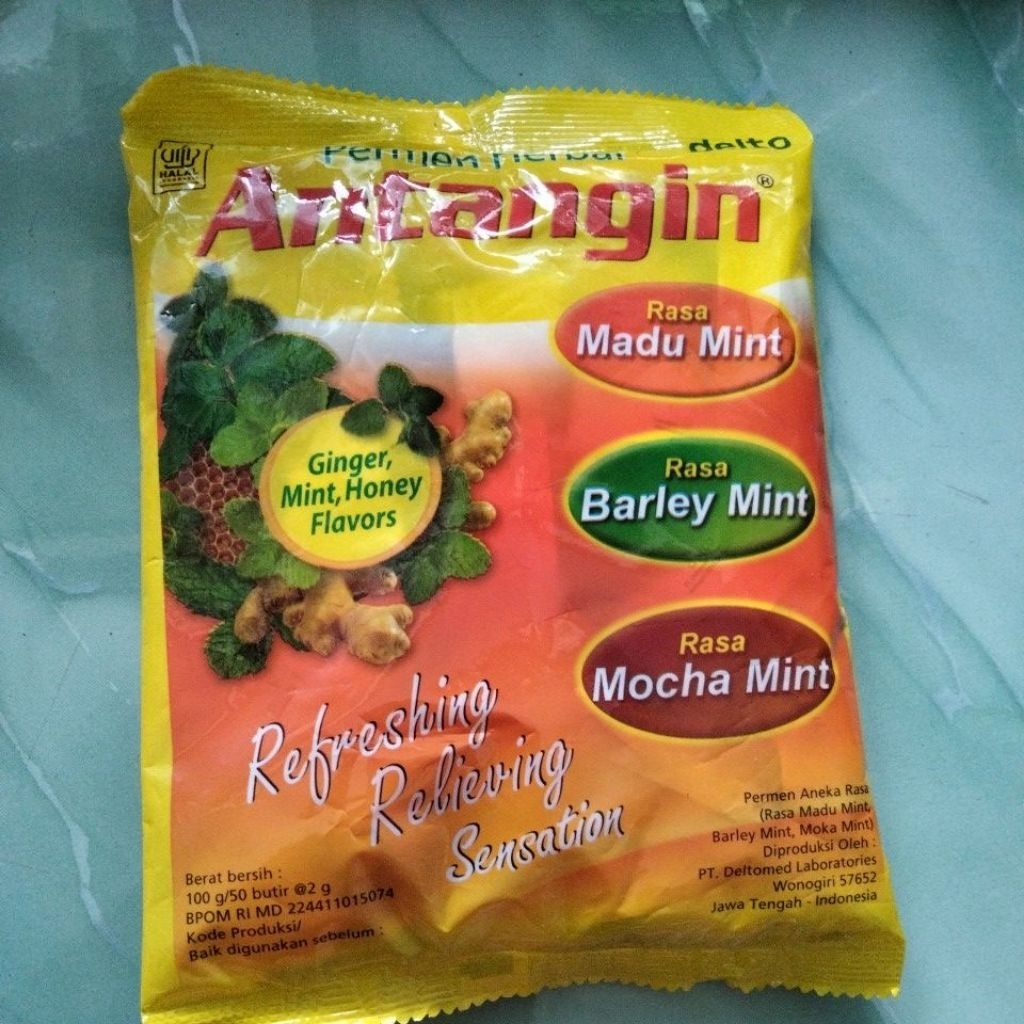 Permen Herbal
HALAL
Antangin®
Rasa
Madu Mint
Ginger,
Mint, Honey
Flavors
Rasa
Barley Mint
Rasa
Mocha Mint
Refreshing
Relieving
Sensation
Berat bersih :
100 g/50 butir @2 g
BPOM RI MD 224411015074
Kode Produksi/
Baik digunakan sebelum :
Permen Aneka Rasa
(Rasa Madu Mint,
Barley Mint, Moka Mint)
Diproduksi Oleh :
PT. Deltomed Laboratories
Wonogiri 57652
Jawa Tengah - Indonesia